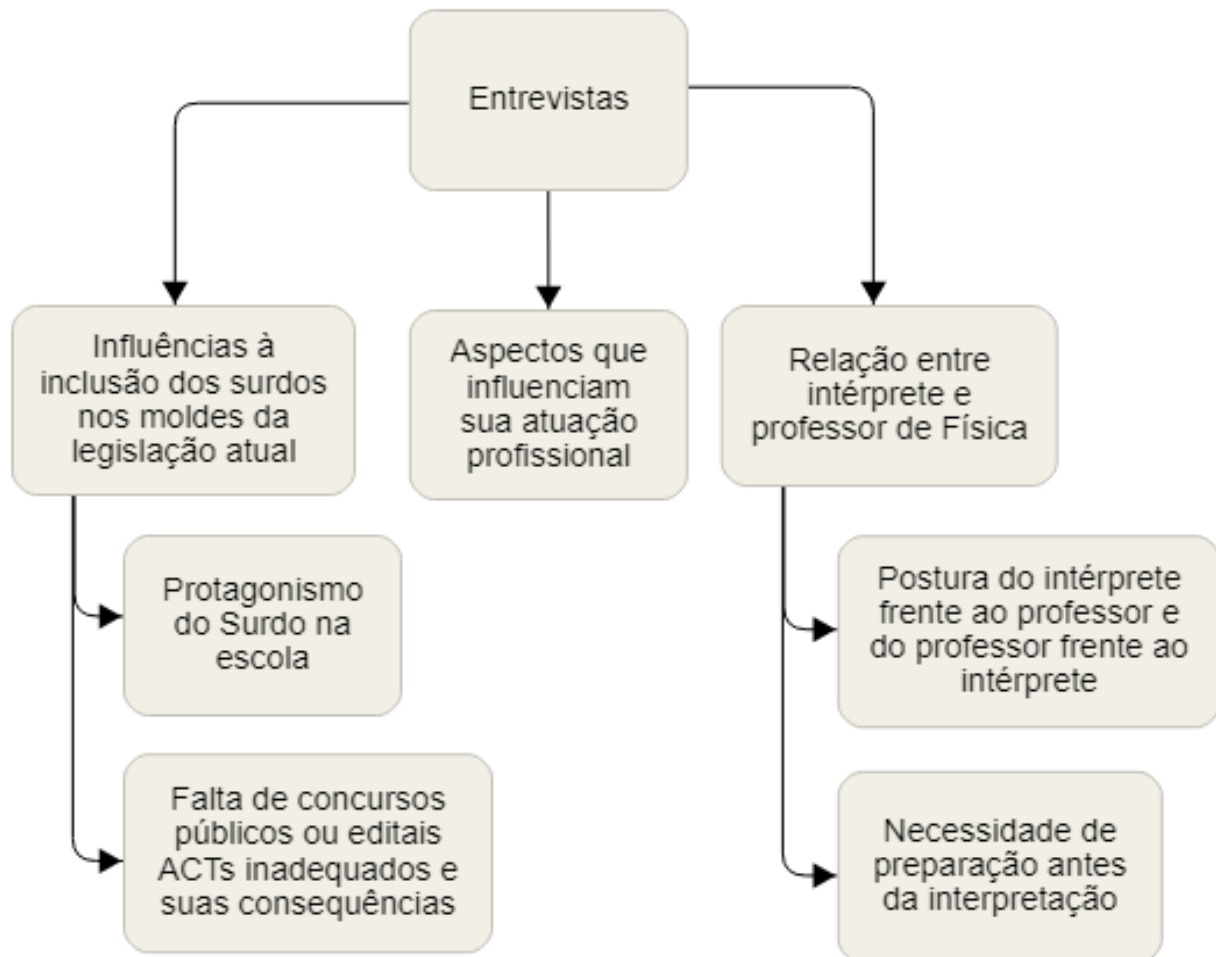 Entrevistas
Influências à
inclusão dos surdos
nos moldes da
legislação atual
Aspectos que
influenciam
sua atuação
profissional
Relação entre
intérprete e
professor de Física
Protagonismo
do Surdo na
escola
Postura do intérprete
frente ao professor e
do professor frente ao
intérprete
Falta de concursos
públicos ou editais
ACTs inadequados e
suas consequências
Necessidade de
preparação antes
da interpretação